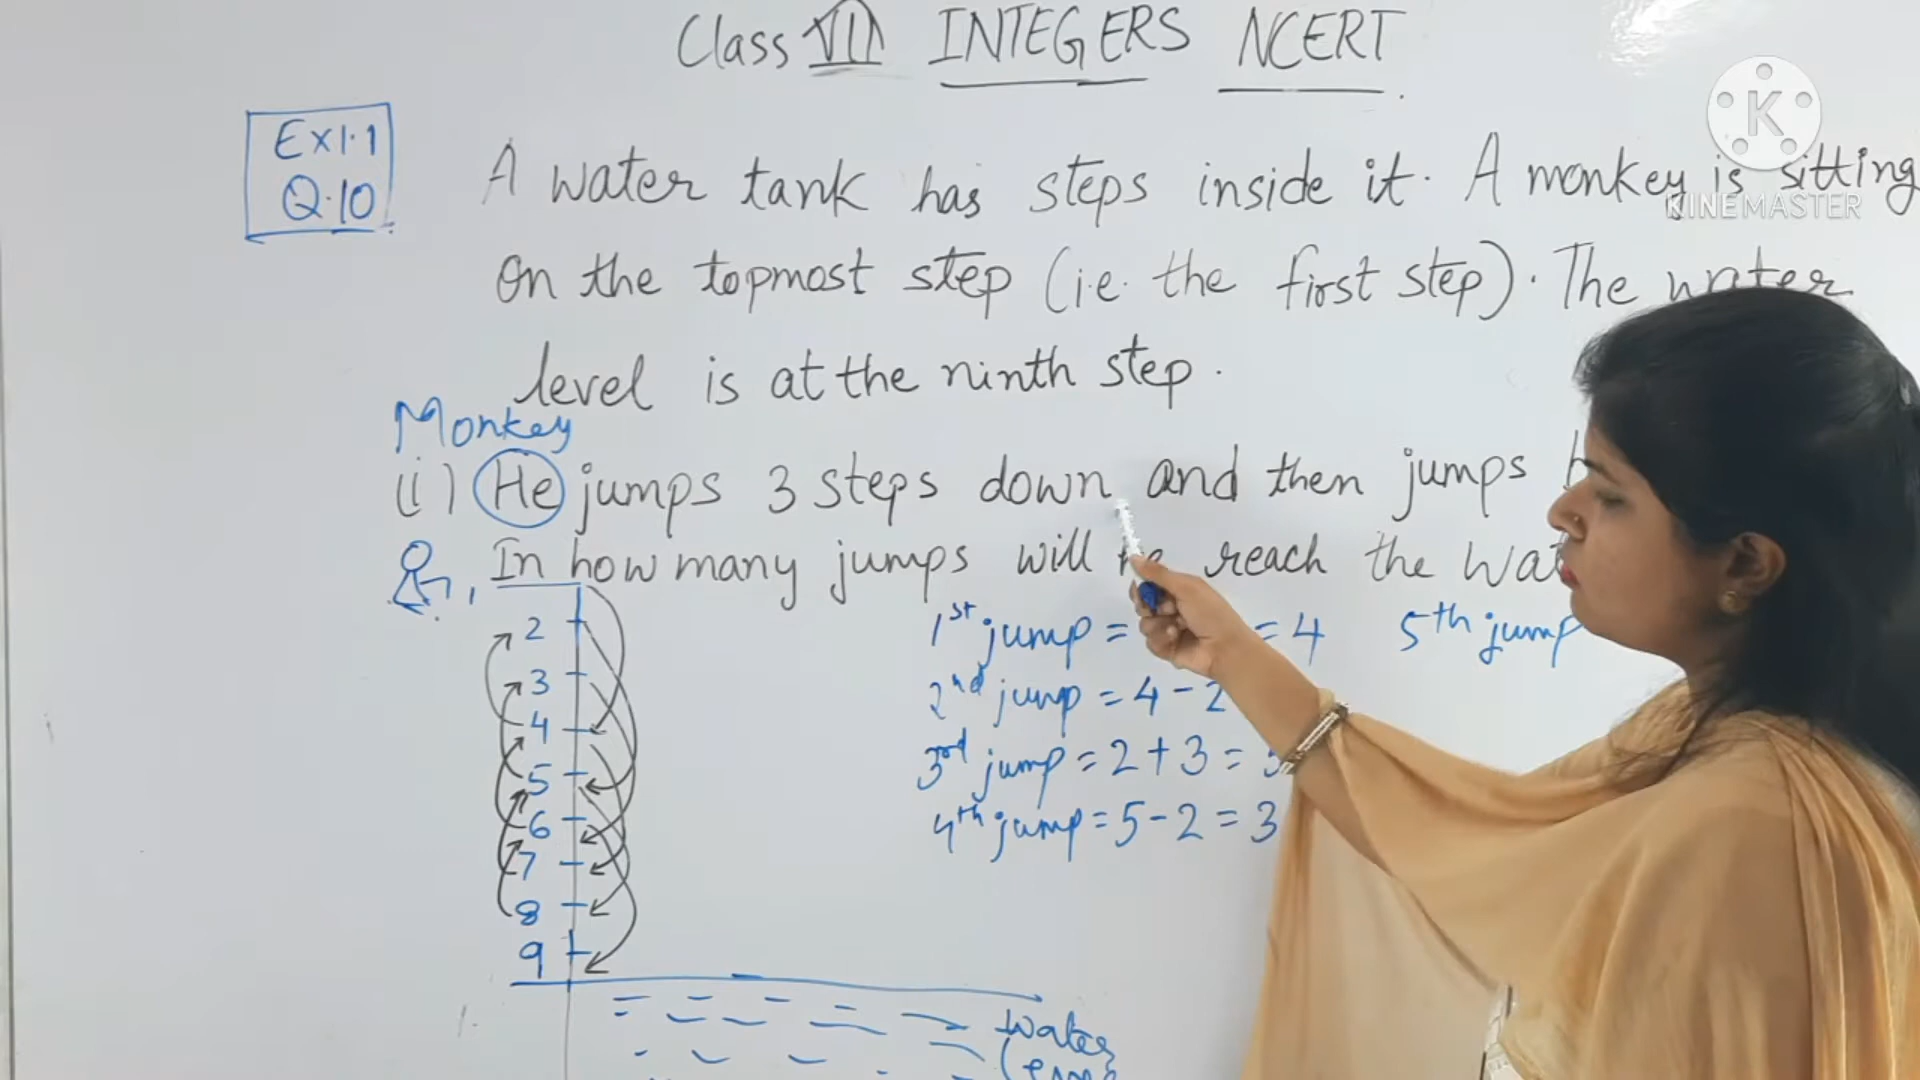 Class VII INTEGERS NCERT
K
KINEMASTER
Ex 1.1
Q.10
A water tank has steps inside it. A monkey is sitting
on the topmost step (i.e. the first step). The water
level is at the ninth step.
Monkey
(i) He jumps 3 steps down and then jumps
In how many jumps will he reach the
1
2
3
4
5
6
7
8
9
1st jump = = 4
2nd jump = 4 - 2
3rd jump = 2 + 3 =
4th jump = 5 - 2 = 3
5th jump
Water